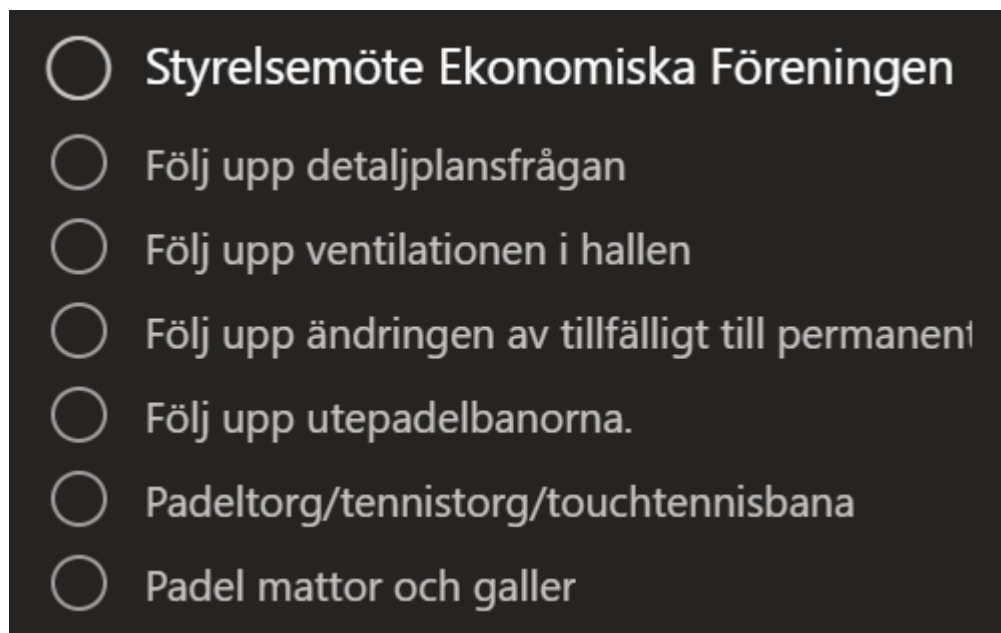 Styrelsemöte Ekonomiska Föreningen
Följ upp detaljplansfrågan
Följ upp ventilationen i hallen
Följ upp ändringen av tillfälligt till permanent
Följ upp utepadelbanorna.
Padeltorg/tennistorg/touchtennisbana
Padel mattor och galler